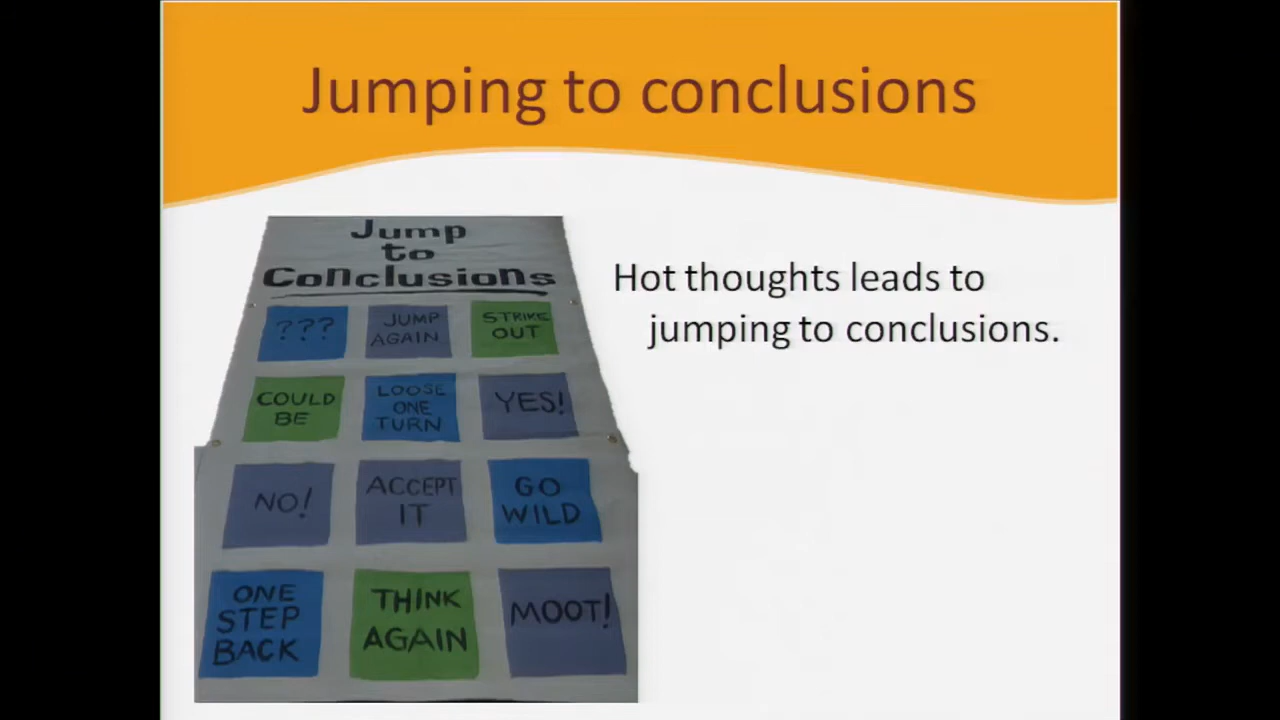 Jumping to conclusions
Jump
to
Conclusions
???
JUMP
AGAIN
STRIKE
OUT
COULD
BE
LOOSE
ONE
TURN
YES!
NO!
ACCEPT
IT
GO
WILD
ONE
STEP
BACK
THINK
AGAIN
MOOT!
Hot thoughts leads to
jumping to conclusions.